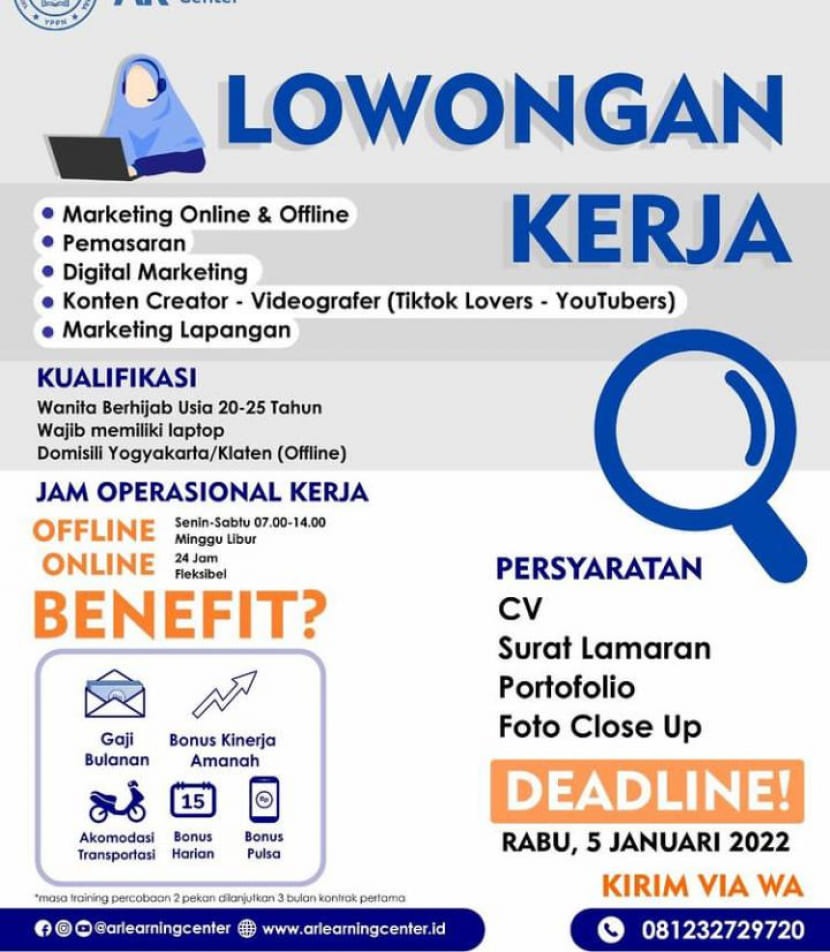 YPPN
AR Center
LOWONGAN
KERJA
Marketing Online & Offline
Pemasaran
Digital Marketing
Konten Creator - Videografer (Tiktok Lovers - YouTubers)
Marketing Lapangan
KUALIFIKASI
Wanita Berhijab Usia 20-25 Tahun
Wajib memiliki laptop
Domisili Yogyakarta/Klaten (Offline)
JAM OPERASIONAL KERJA
OFFLINE
Senin-Sabtu 07.00-14.00
Minggu Libur
ONLINE
24 Jam
Fleksibel
BENEFIT?
Gaji
Bulanan
Bonus Kinerja
Amanah
15
Rp
Akomodasi
Transportasi
Bonus
Harian
Bonus
Pulsa
*masa training percobaan 2 pekan dilanjutkan 3 bulan kontrak pertama
PERSYARATAN
CV
Surat Lamaran
Portofolio
Foto Close Up
DEADLINE!
RABU, 5 JANUARI 2022
KIRIM VIA WA
@arlearningcenter
www.arlearningcenter.id
081232729720